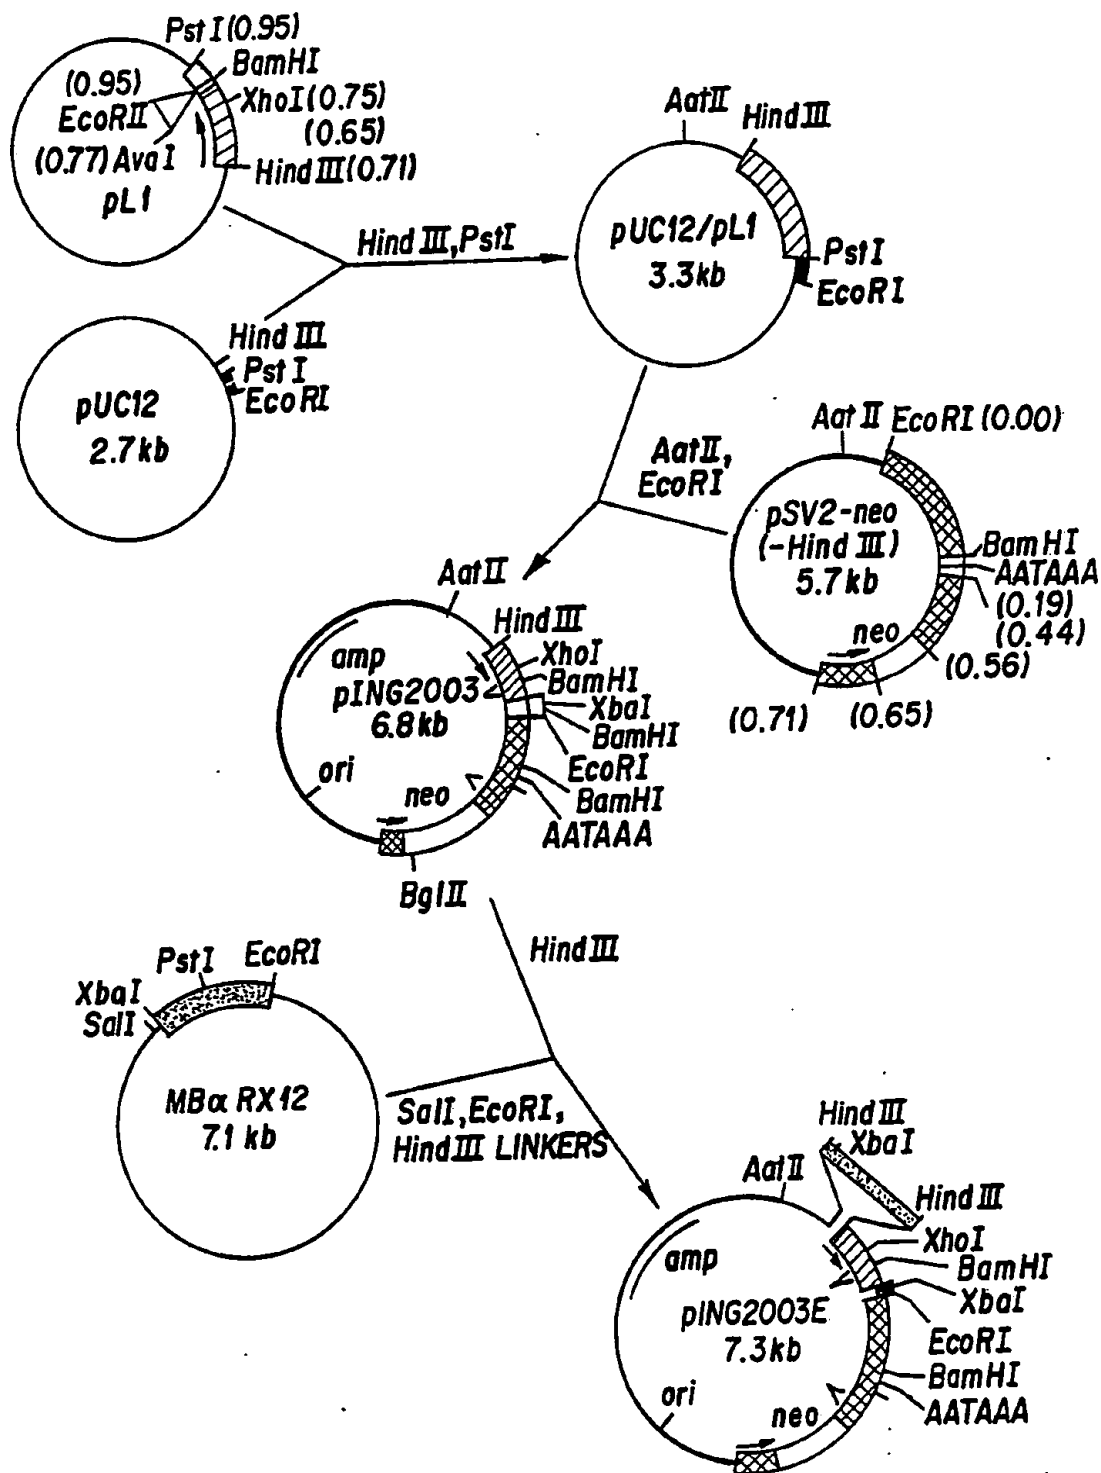 PstI(0.95)
BamHI
(0.95)
EcoRII
XhoI(0.75)
(0.65)
(0.77)AvaI
HindIII(0.71)
pL1
HindIII,PstI
AatII
HindIII
pUC12/pL1
3.3kb
PstI
EcoRI
HindIII
PstI
EcoRI
pUC12
2.7kb
AatII,
EcoRI
AatII
EcoRI(0.00)
pSV2-neo
(-HindIII)
5.7kb
BamHI
AATAAA
(0.19)
(0.44)
neo
(0.56)
(0.71)
(0.65)
AatII
HindIII
XhoI
BamHI
XbaI
BamHI
EcoRI
BamHI
AATAAA
amp
pING2003
6.8kb
ori
neo
BglII
HindIII
PstI
EcoRI
XbaI
SalI
MBα RX12
7.1 kb
SalI,EcoRI,
HindIII LINKERS
HindIII
XbaI
AatII
HindIII
XhoI
BamHI
XbaI
EcoRI
BamHI
AATAAA
amp
pING2003E
7.3kb
ori
neo